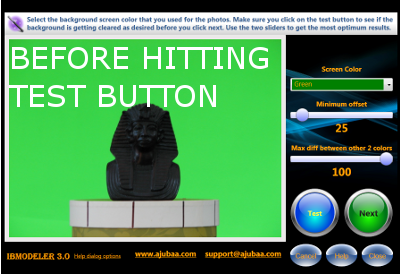 Select the background screen color that you used for the photos. Make sure you click on the test button to see if the
background is getting cleared as desired before you click next. Use the two sliders to get the most optimum results.
BEFORE HITTING
TEST BUTTON
Screen Color
Green
Minimum offset
25
Max diff between other 2 colors
100
Test
Next
IBMODELER 3.0
Help dialog options
www.ajubaa.com
support@ajubaa.com
Cancel
Help
Close